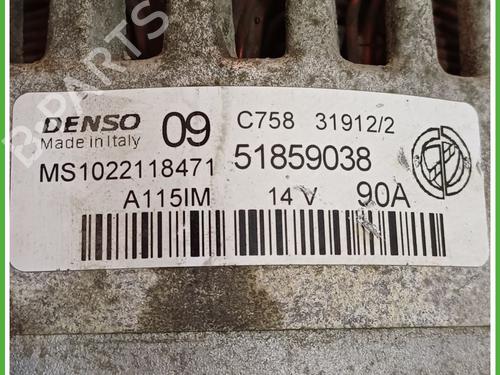 B-PARTS
DENSO 09 C758 31912/2
Made in Italy
MS1022118471 51859038
A115IM 14 V 90A